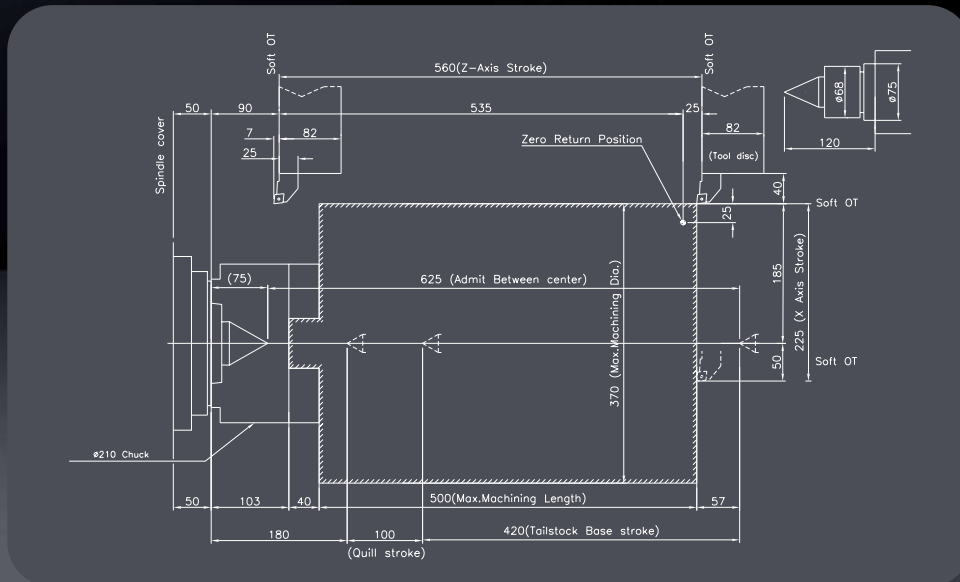 Soft OT
560(Z-Axis Stroke)
Soft OT
50
90
535
25
ø68
ø75
7
82
82
25
Zero Return Position
(Tool disc)
120
Spindle cover
40
Soft OT
25
(75)
625 (Admit Between center)
185
225 (X Axis Stroke)
370 (Max.Machining Dia.)
50
Soft OT
ø210 Chuck
50
103
40
500(Max.Machining Length)
57
180
100
420(Tailstock Base stroke)
(Quill stroke)